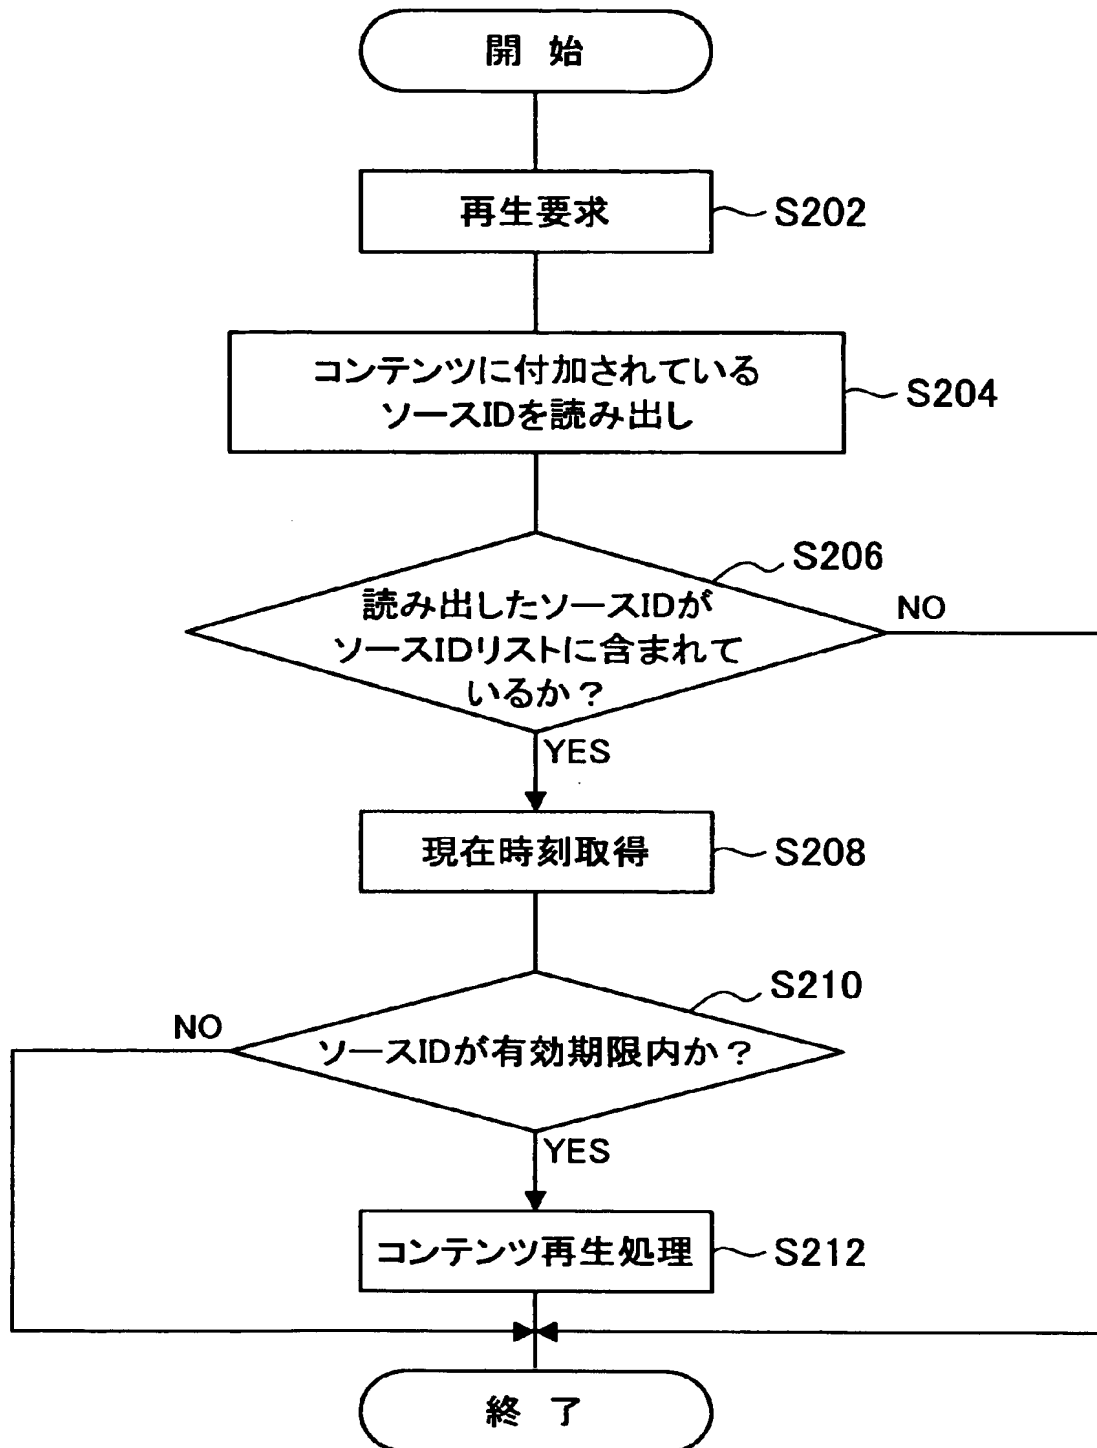 開 始
再生要求
S202
コンテンツに付加されている
ソースIDを読み出し
S204
S206
読み出したソースIDが
ソースIDリストに含まれて
いるか？
NO
YES
現在時刻取得
S208
S210
NO
ソースIDが有効期限内か？
YES
コンテンツ再生処理
S212
終 了